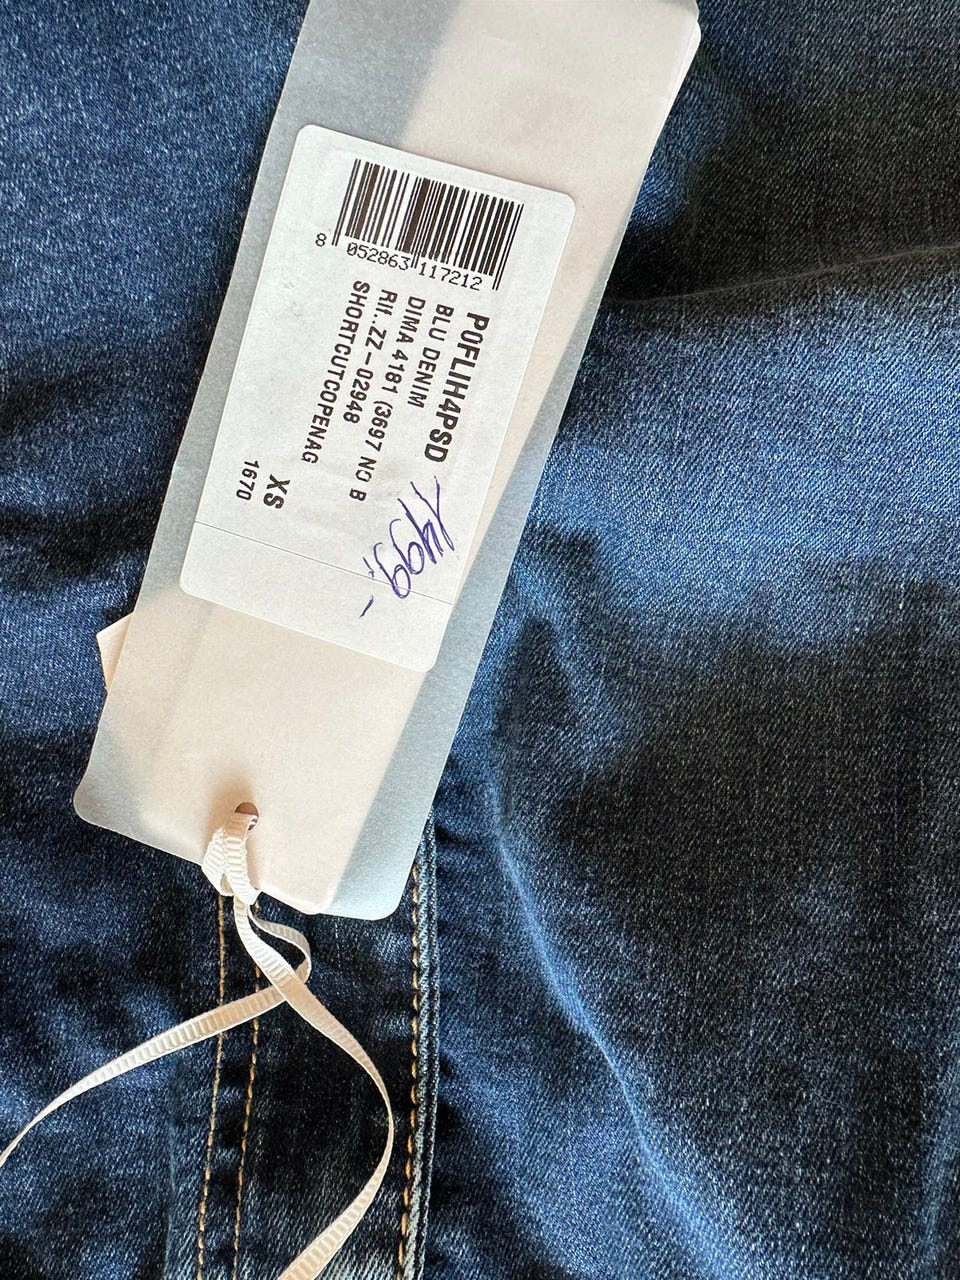 8 052863 117212
P0FLIH4PSD
BLU DENIM
DIMA 4181 (3697 NO B
Rif..ZZ-02948
SHORTCUTCOPENAG
XS
1670
1499,-